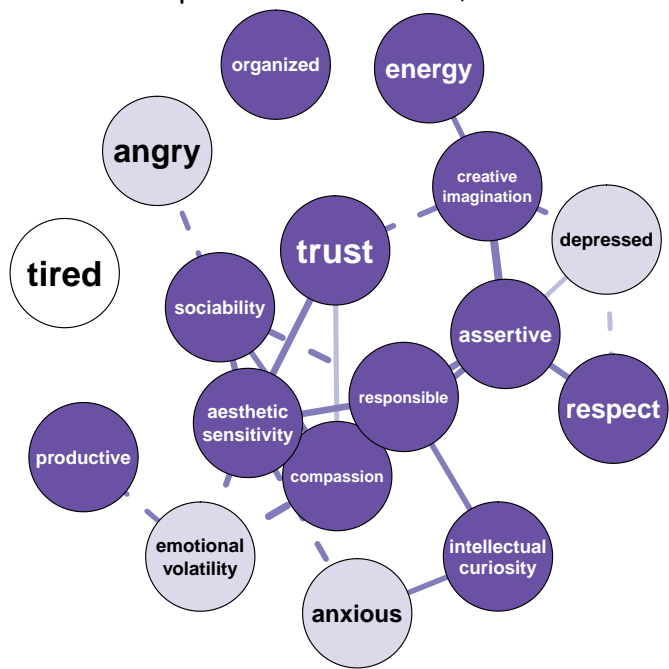 organized
energy
angry
creative
imagination
trust
depressed
tired
sociability
assertive
responsible
respect
aesthetic
sensitivity
productive
compassion
emotional
volatility
intellectual
curiosity
anxious